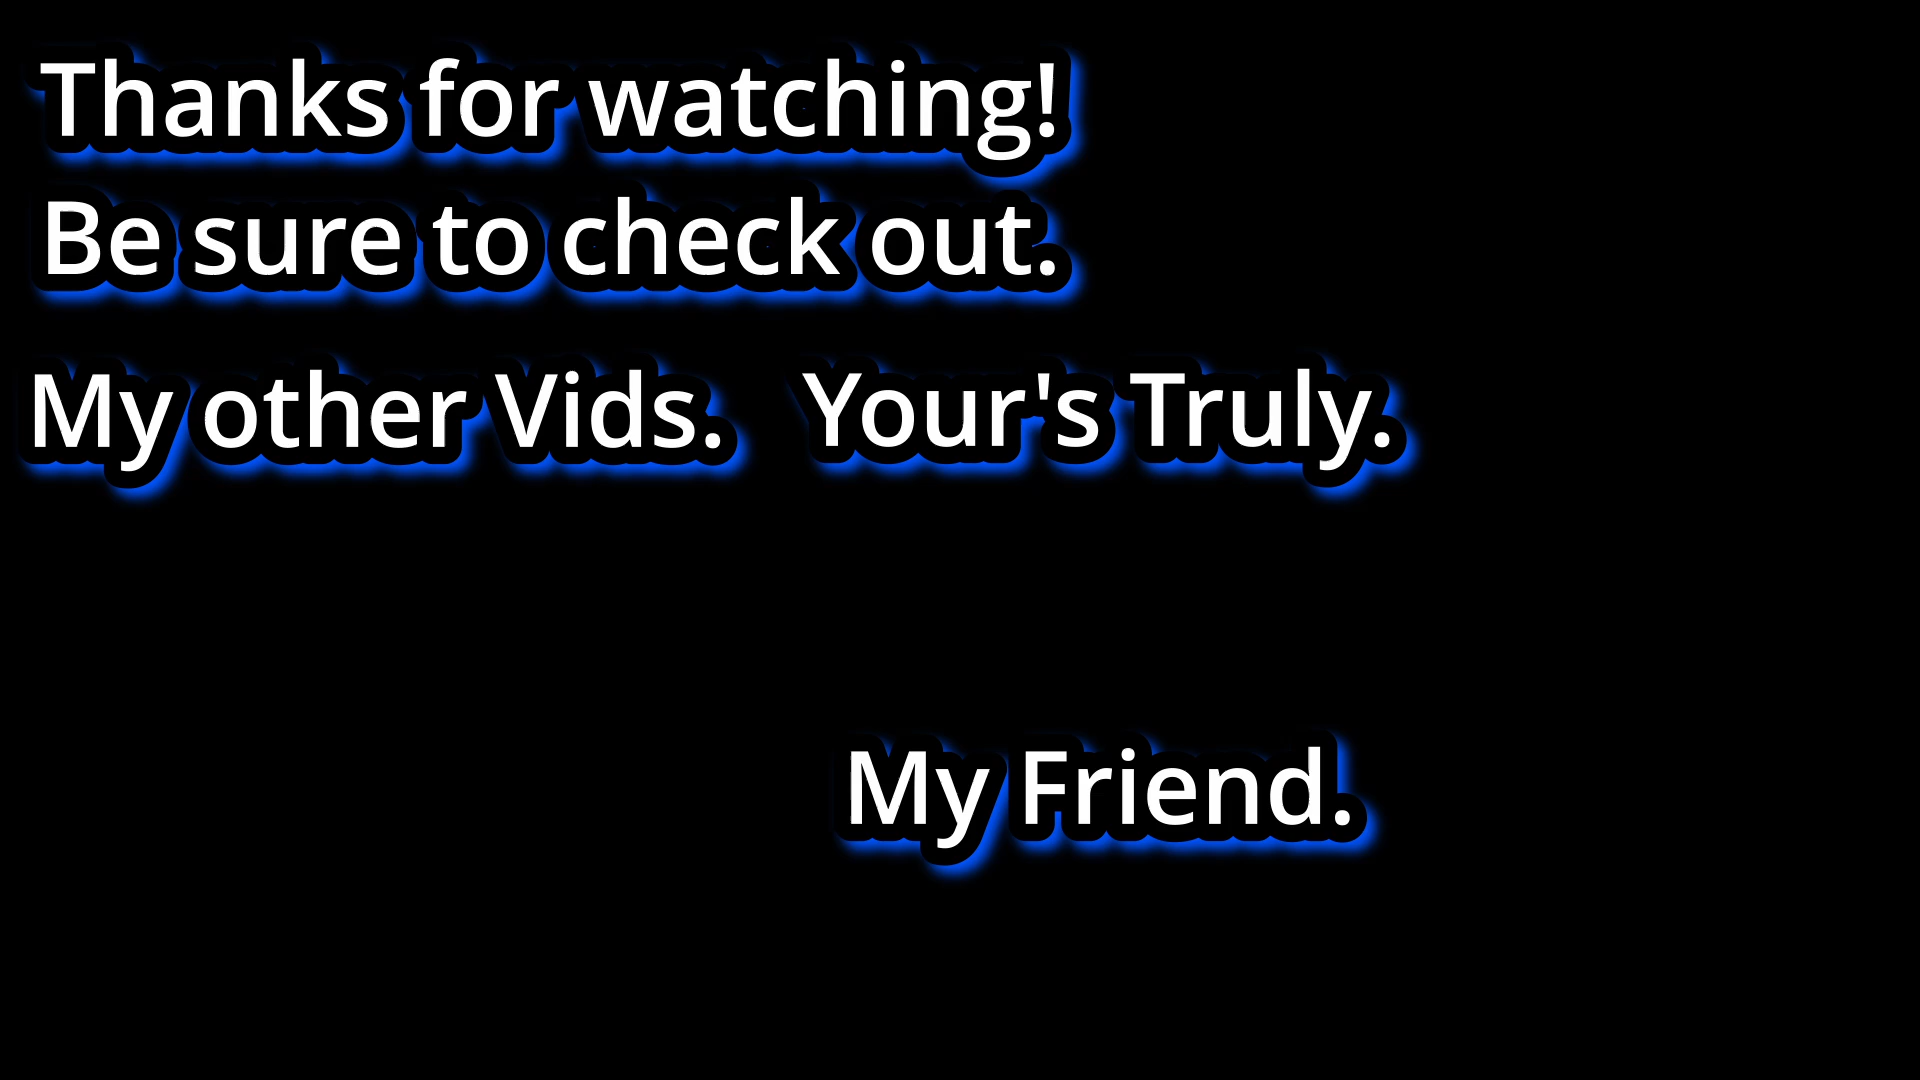 Thanks for watching!
Be sure to check out.
My other Vids. Your's Truly.
My Friend.